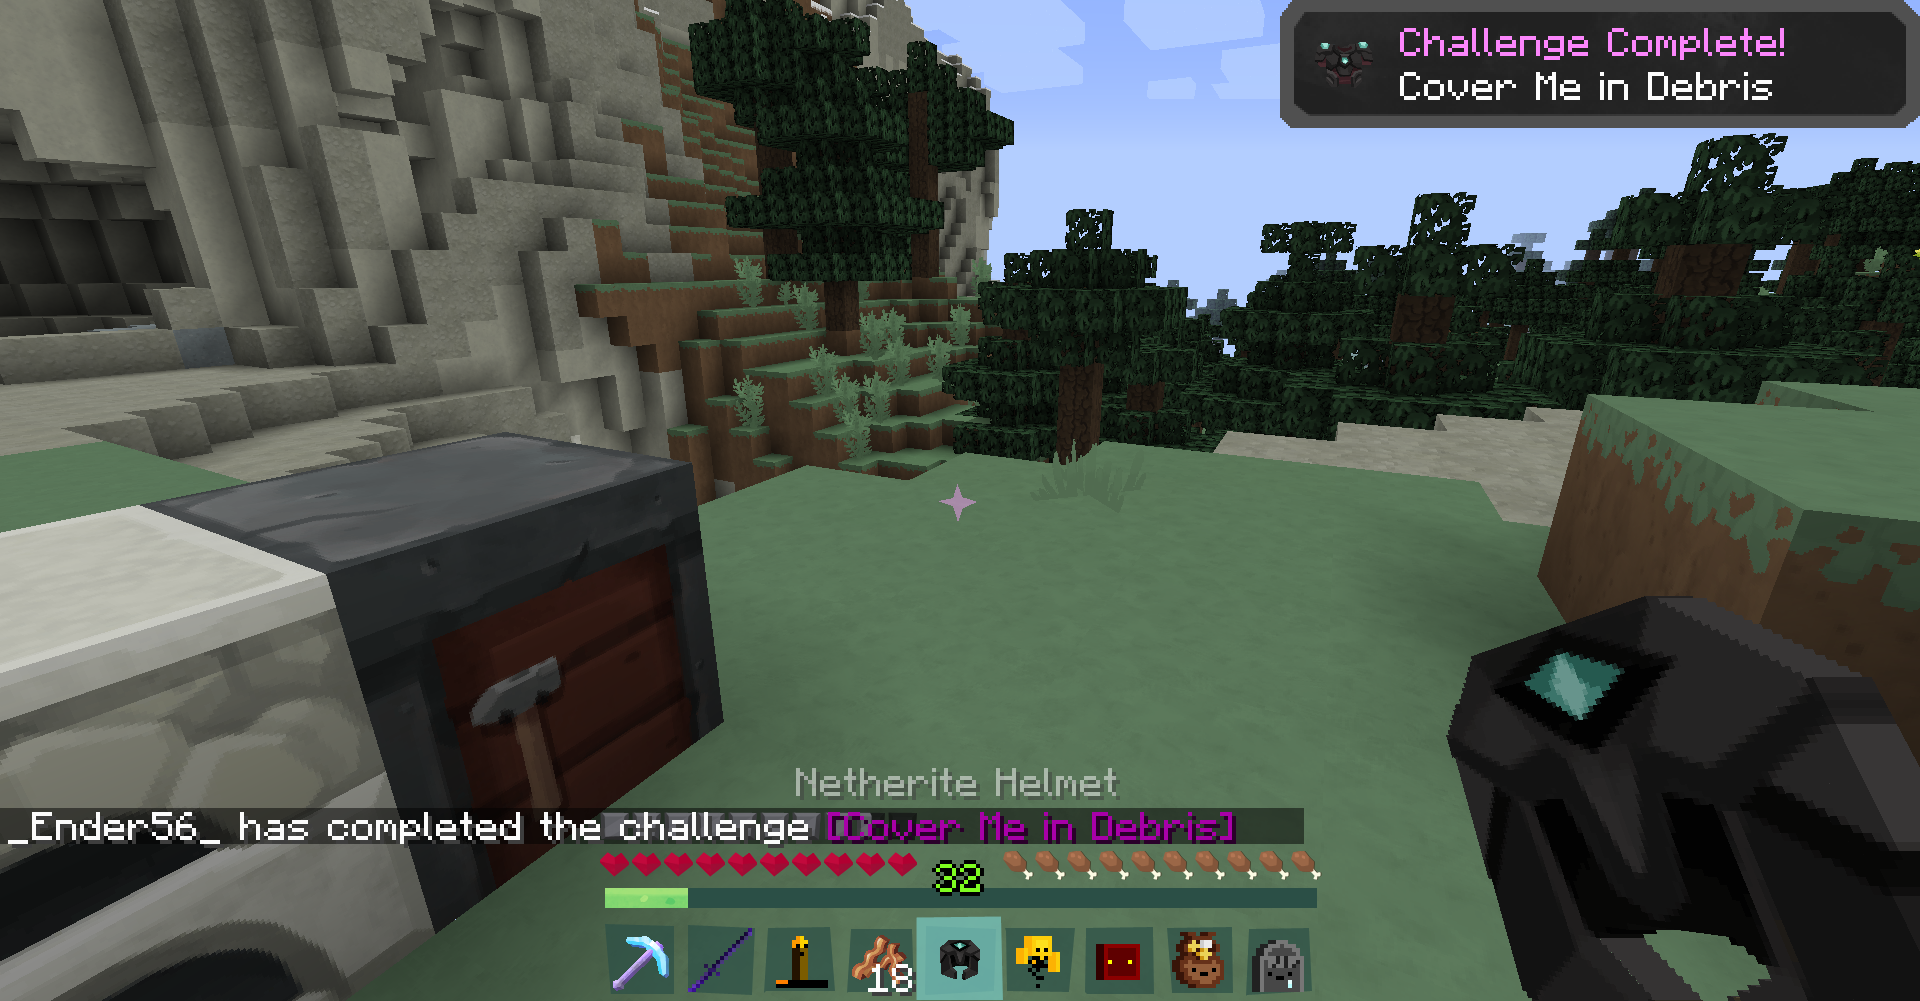 Challenge Complete!
Cover Me in Debris
Netherite Helmet
_Ender56_ has completed the challenge [Cover Me in Debris]
32
18